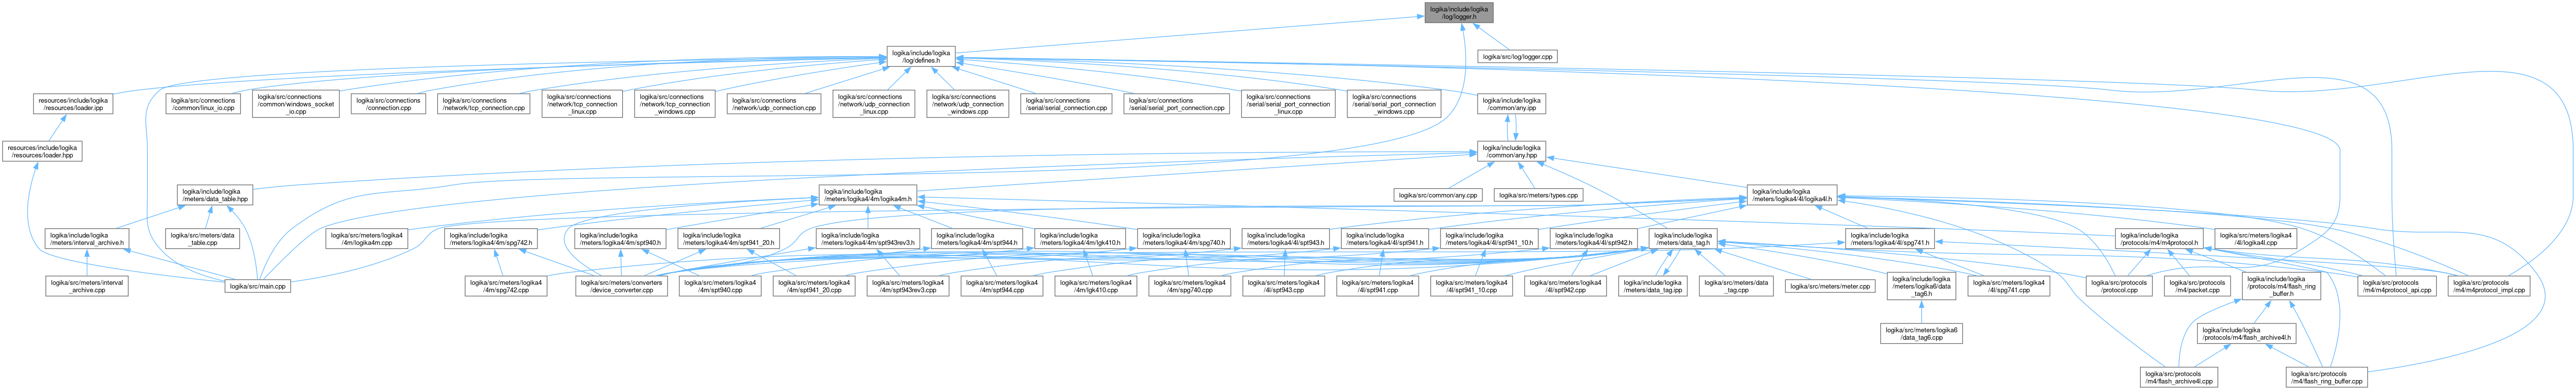 logika/include/logika
/log/logger.h
logika/include/logika
/log/defines.h
logika/src/log/logger.cpp
resources/include/logika
/resources/loader.ipp
logika/src/connections
/common/linux_io.cpp
logika/src/connections
/common/windows_socket
_io.cpp
logika/src/connections
/connection.cpp
logika/src/connections
/network/tcp_connection.cpp
logika/src/connections
/network/tcp_connection
_linux.cpp
logika/src/connections
/network/tcp_connection
_windows.cpp
logika/src/connections
/network/udp_connection.cpp
logika/src/connections
/network/udp_connection
_linux.cpp
logika/src/connections
/network/udp_connection
_windows.cpp
logika/src/connections
/serial/serial_connection.cpp
logika/src/connections
/serial/serial_port_connection.cpp
logika/src/connections
/serial/serial_port_connection
_linux.cpp
logika/src/connections
/serial/serial_port_connection
_windows.cpp
logika/include/logika
/common/any.ipp
resources/include/logika
/resources/loader.hpp
logika/include/logika
/common/any.hpp
logika/include/logika
/meters/data_table.hpp
logika/include/logika
/meters/logika4/4m/logika4m.h
logika/src/common/any.cpp
logika/src/meters/types.cpp
logika/include/logika
/meters/logika4/4l/logika4l.h
logika/include/logika
/meters/interval_archive.h
logika/src/meters/data
_table.cpp
logika/src/meters/logika4
/4m/logika4m.cpp
logika/include/logika
/meters/logika4/4m/spg742.h
logika/include/logika
/meters/logika4/4m/spt940.h
logika/include/logika
/meters/logika4/4m/spt941_20.h
logika/include/logika
/meters/logika4/4m/spt943rev3.h
logika/include/logika
/meters/logika4/4m/spt944.h
logika/include/logika
/meters/logika4/4m/lgk410.h
logika/include/logika
/meters/logika4/4m/spg740.h
logika/include/logika
/meters/logika4/4l/spt943.h
logika/include/logika
/meters/logika4/4l/spt941.h
logika/include/logika
/meters/logika4/4l/spt941_10.h
logika/include/logika
/meters/logika4/4l/spt942.h
logika/include/logika
/meters/data_tag.h
logika/include/logika
/meters/logika4/4l/spg741.h
logika/include/logika
/protocols/m4/m4protocol.h
logika/src/meters/logika4
/4l/logika4l.cpp
logika/src/meters/interval
_archive.cpp
logika/src/main.cpp
logika/src/meters/logika4
/4m/spg742.cpp
logika/src/meters/converters
/device_converter.cpp
logika/src/meters/logika4
/4m/spt940.cpp
logika/src/meters/logika4
/4m/spt941_20.cpp
logika/src/meters/logika4
/4m/spt943rev3.cpp
logika/src/meters/logika4
/4m/spt944.cpp
logika/src/meters/logika4
/4m/lgk410.cpp
logika/src/meters/logika4
/4m/spg740.cpp
logika/src/meters/logika4
/4l/spt943.cpp
logika/src/meters/logika4
/4l/spt941.cpp
logika/src/meters/logika4
/4l/spt941_10.cpp
logika/src/meters/logika4
/4l/spt942.cpp
logika/include/logika
/meters/data_tag.ipp
logika/src/meters/data
_tag.cpp
logika/src/meters/meter.cpp
logika/include/logika
/meters/logika6/data
_tag6.h
logika/src/meters/logika4
/4l/spg741.cpp
logika/src/protocols
/protocol.cpp
logika/src/protocols
/m4/packet.cpp
logika/include/logika
/protocols/m4/flash_ring
_buffer.h
logika/src/protocols
/m4/m4protocol_api.cpp
logika/src/protocols
/m4/m4protocol_impl.cpp
logika/src/meters/logika6
/data_tag6.cpp
logika/include/logika
/protocols/m4/flash_archive4l.h
logika/src/protocols
/m4/flash_archive4l.cpp
logika/src/protocols
/m4/flash_ring_buffer.cpp